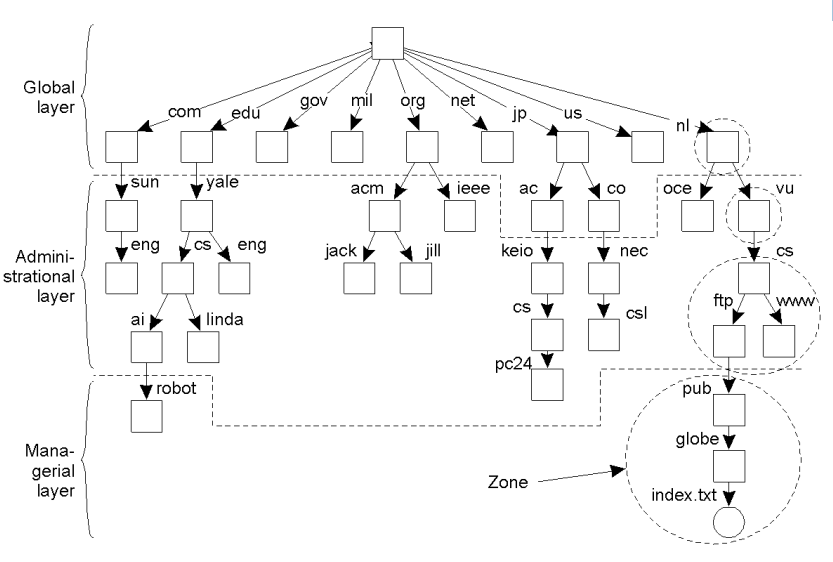 Global
layer
com
edu
gov
mil
org
net
jp
us
nl
sun
yale
acm
ieee
ac
co
oce
vu
Admini-
strational
layer
eng
cs
eng
jack
jill
keio
nec
cs
ai
linda
cs
csl
ftp
www
pc24
robot
pub
Mana-
gerial
layer
globe
Zone
index.txt